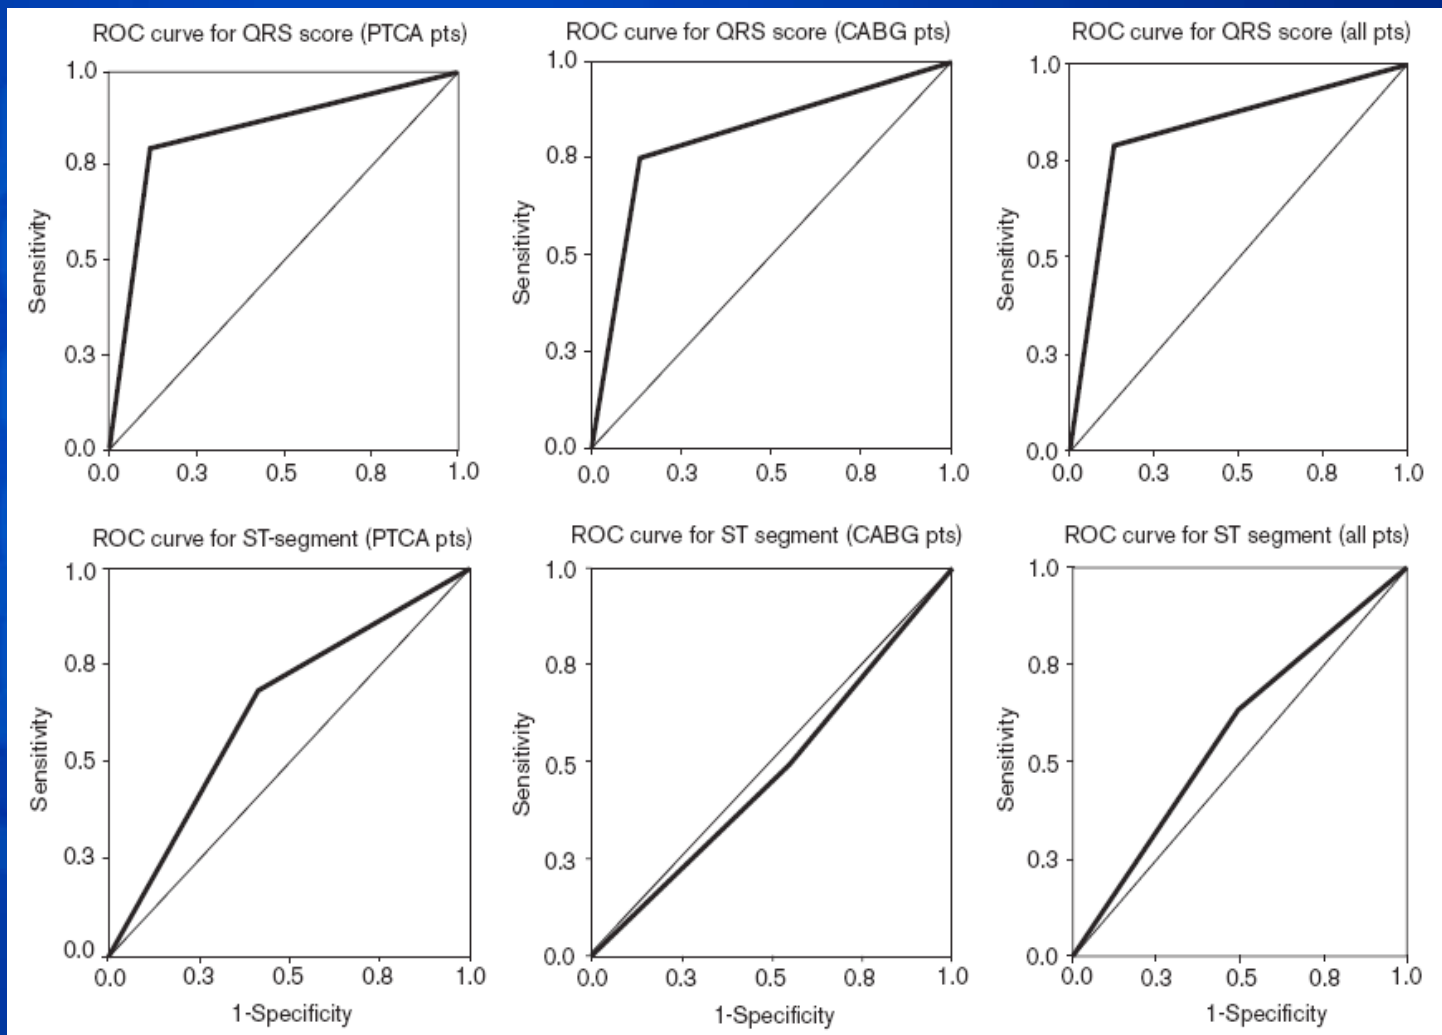 ROC curve for QRS score (PTCA pts)
1.0
0.8
0.5
0.3
0.0
Sensitivity
0.0 0.3 0.5 0.8 1.0
ROC curve for QRS score (CABG pts)
1.0
0.8
0.5
0.3
0.0
Sensitivity
0.0 0.3 0.5 0.8 1.0
ROC curve for QRS score (all pts)
1.0
0.8
0.5
0.3
0.0
Sensitivity
0.0 0.3 0.5 0.8 1.0
ROC curve for ST-segment (PTCA pts)
1.0
0.8
0.5
0.3
0.0
Sensitivity
0.0 0.3 0.5 0.8 1.0
1-Specificity
ROC curve for ST segment (CABG pts)
1.0
0.8
0.5
0.3
0.0
Sensitivity
0.0 0.3 0.5 0.8 1.0
1-Specificity
ROC curve for ST segment (all pts)
1.0
0.8
0.5
0.3
0.0
Sensitivity
0.0 0.3 0.5 0.8 1.0
1-Specificity